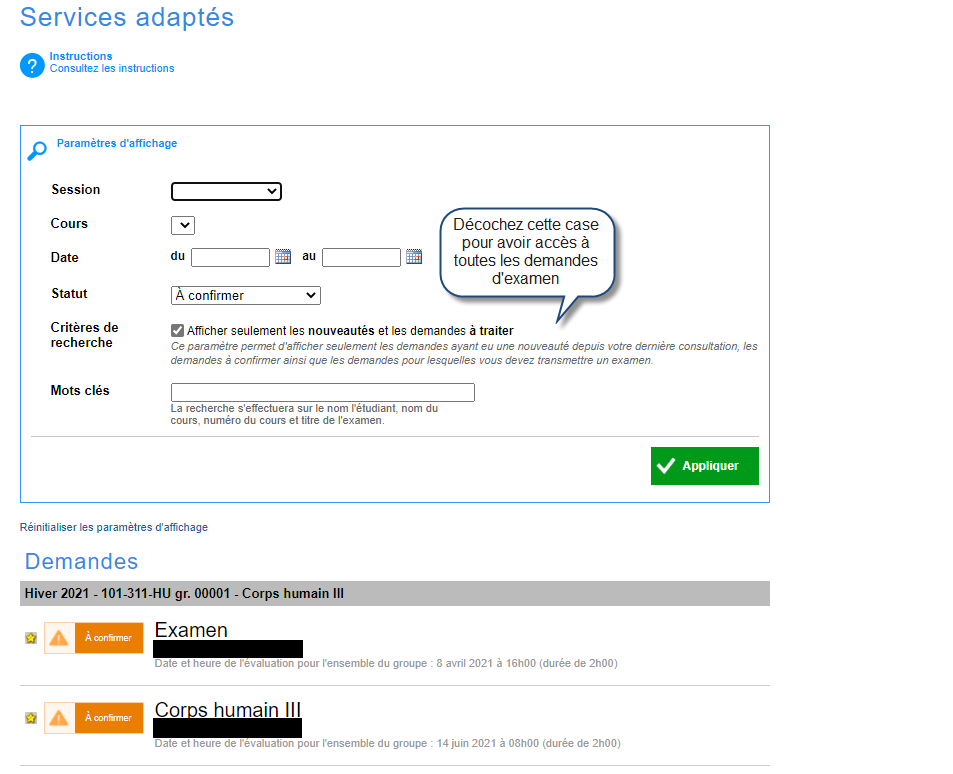 Services adaptés
Instructions
Consultez les instructions
Paramètres d'affichage
Session
Cours
Date du au
Décochez cette case
pour avoir accès à
toutes les demandes
d'examen
Statut À confirmer
Critères de
recherche
Afficher seulement les nouveautés et les demandes à traiter
Ce paramètre permet d'afficher seulement les demandes ayant eu une nouveauté depuis votre dernière consultation, les
demandes à confirmer ainsi que les demandes pour lesquelles vous devez transmettre un examen.
Mots clés
La recherche s'effectuera sur le nom l'étudiant, nom du
cours, numéro du cours et titre de l'examen.
Appliquer
Réinitialiser les paramètres d'affichage
Demandes
Hiver 2021 - 101-311-HU gr. 00001 - Corps humain III
À confirmer
Examen
Date et heure de l'évaluation pour l'ensemble du groupe : 8 avril 2021 à 16h00 (durée de 2h00)
À confirmer
Corps humain III
Date et heure de l'évaluation pour l'ensemble du groupe : 14 juin 2021 à 08h00 (durée de 2h00)